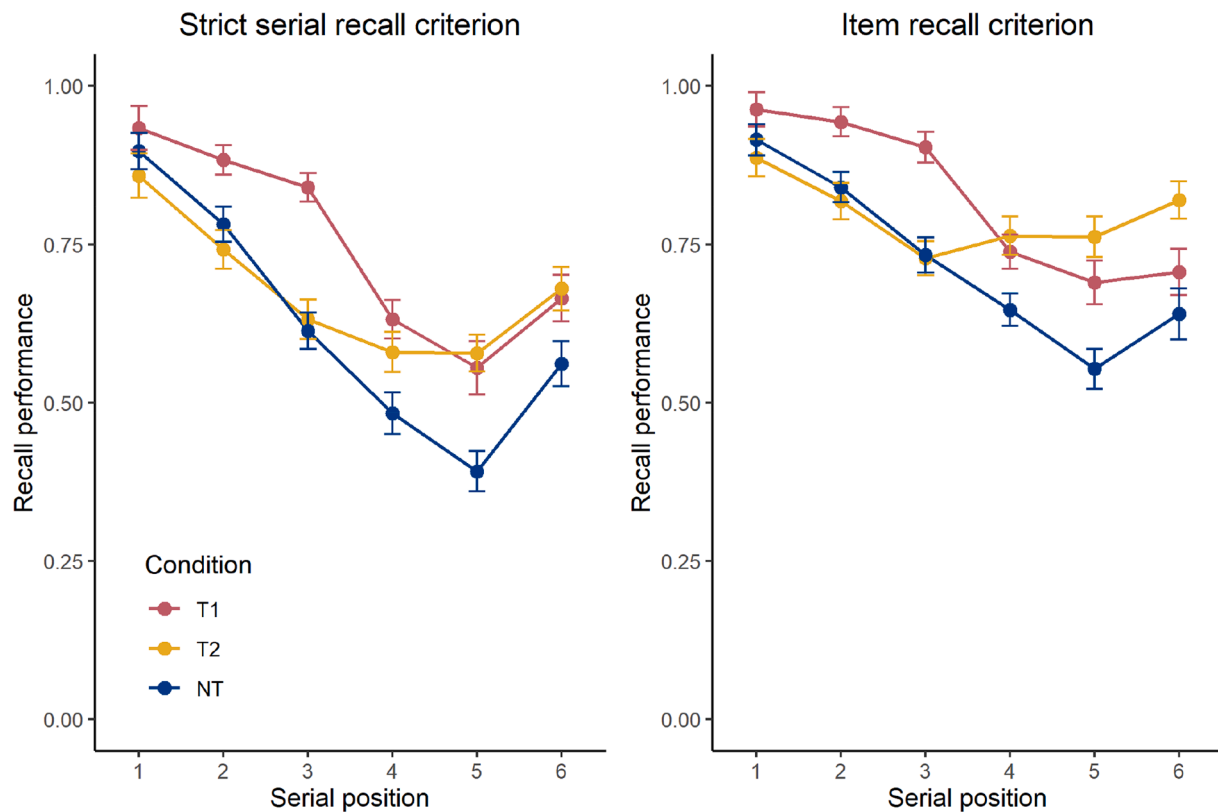 Strict serial recall criterion
Recall performance
1.00
0.75
0.50
0.25
0.00
Condition
T1
T2
NT
1 2 3 4 5 6
Serial position
Item recall criterion
Recall performance
1.00
0.75
0.50
0.25
0.00
1 2 3 4 5 6
Serial position